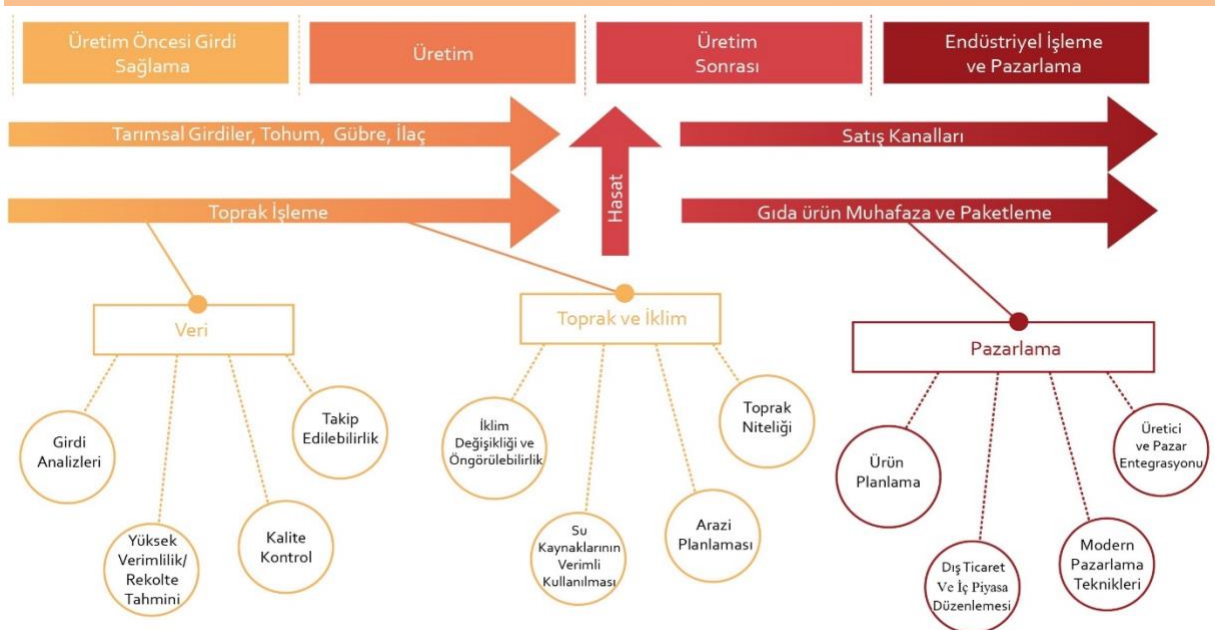 Üretim Öncesi Girdi
Sağlama
Üretim
Üretim
Sonrası
Endüstriyel İşleme
ve Pazarlama
Tarımsal Girdiler, Tohum, Gübre, İlaç
Satış Kanalları
Hasat
Toprak İşleme
Gıda ürün Muhafaza ve Paketleme
Veri
Toprak ve İklim
Pazarlama
Girdi
Analizleri
Yüksek
Verimlilik/
Rekolte
Tahmini
Kalite
Kontrol
Takip
Edilebilirlik
İklim
Değişikliği ve
Öngörülebilirlik
Su
Kaynaklarının
Verimli
Kullanılması
Arazi
Planlaması
Toprak
Niteliği
Ürün
Planlama
Dış Ticaret
Ve İç Piyasa
Düzenlemesi
Modern
Pazarlama
Teknikleri
Üretici
ve Pazar
Entegrasyonu